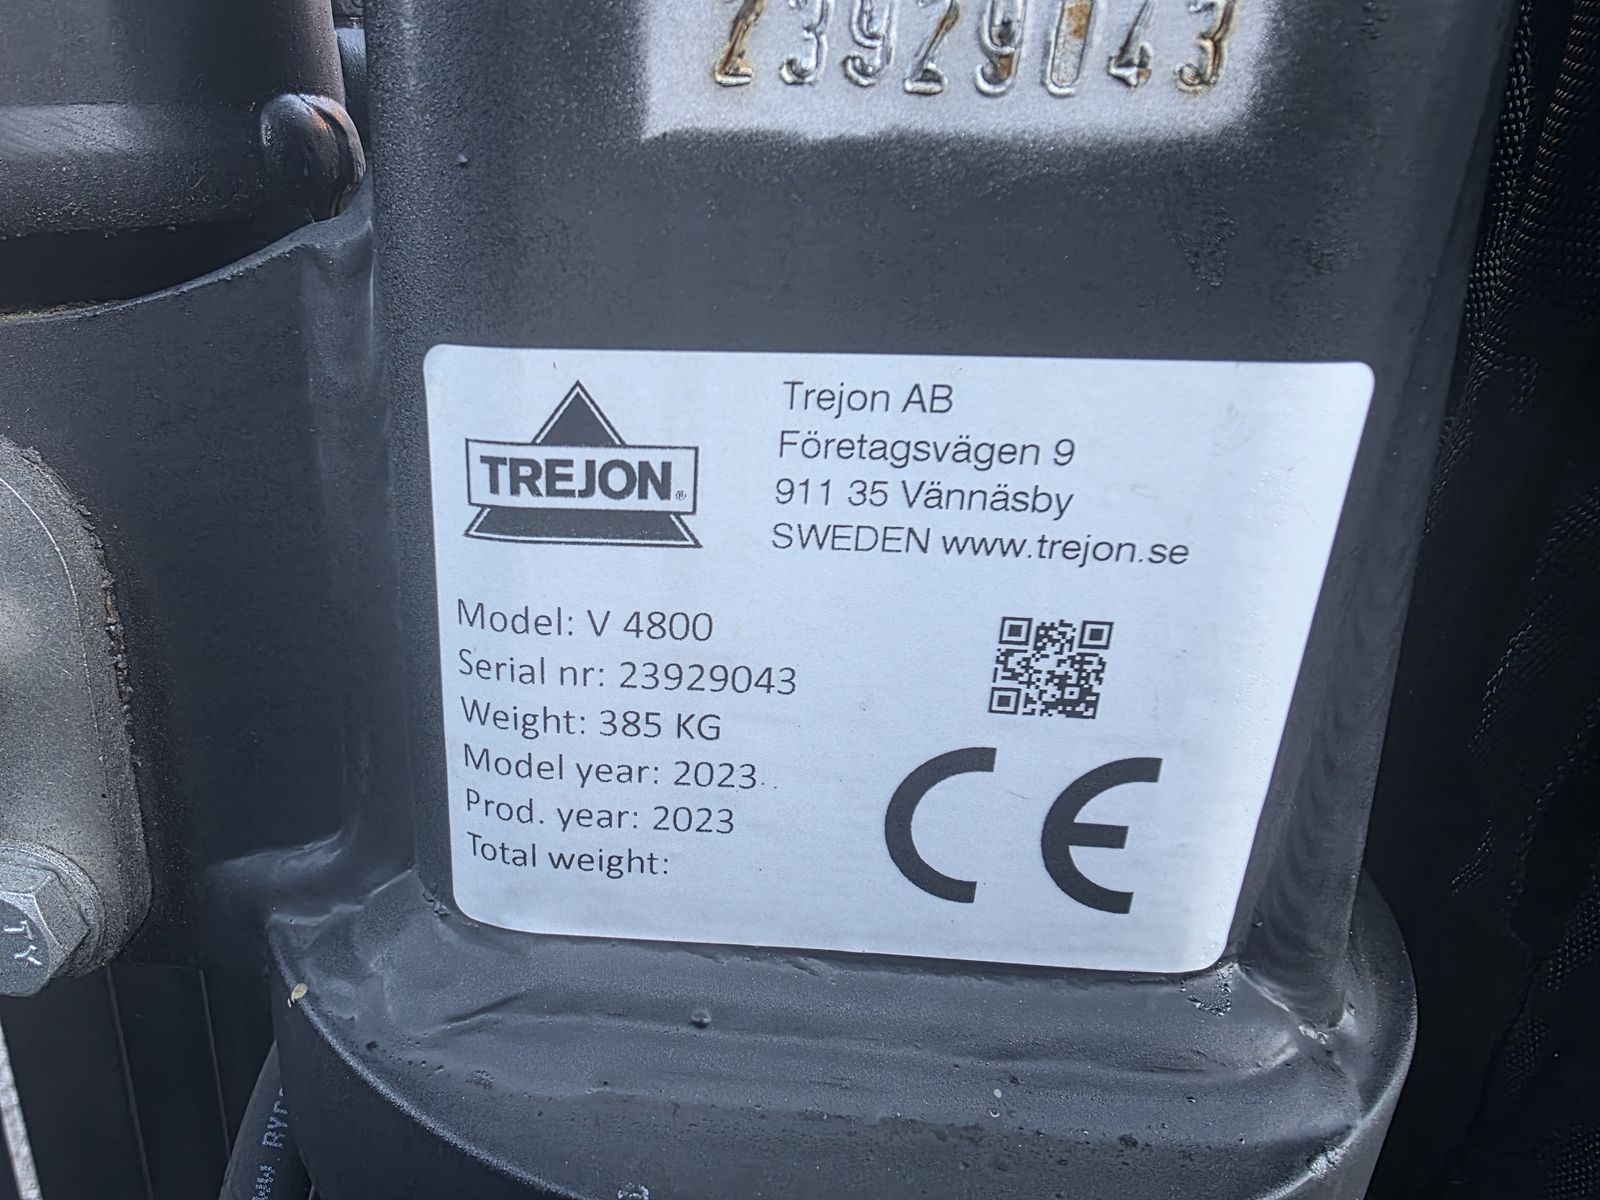 23929043
TREJON®
Trejon AB
Företagsvägen 9
911 35 Vännäsby
SWEDEN www.trejon.se
Model: V 4800
Serial nr: 23929043
Weight: 385 KG
Model year: 2023
Prod. year: 2023
Total weight:
CE
TY